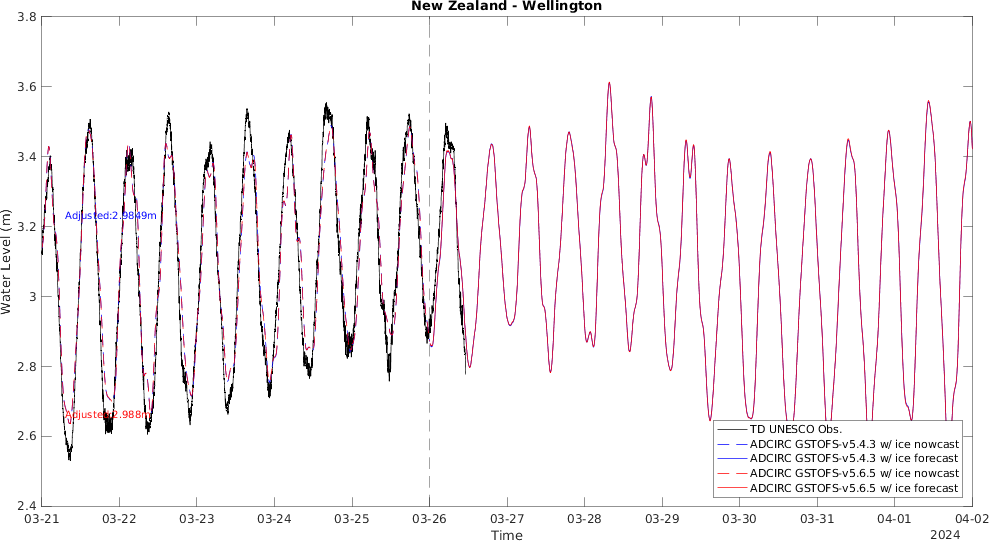 New Zealand - Wellington
Water Level (m)
3.8
3.6
3.4
3.2
3
2.8
2.6
2.4
Adjusted:2.9849m
Adjusted:2.988m
TD UNESCO Obs.
ADCIRC GSTOFS-v5.4.3 w/ ice nowcast
ADCIRC GSTOFS-v5.4.3 w/ ice forecast
ADCIRC GSTOFS-v5.6.5 w/ ice nowcast
ADCIRC GSTOFS-v5.6.5 w/ ice forecast
03-21 03-22 03-23 03-24 03-25 03-26 03-27 03-28 03-29 03-30 03-31 04-01 04-02
Time
2024